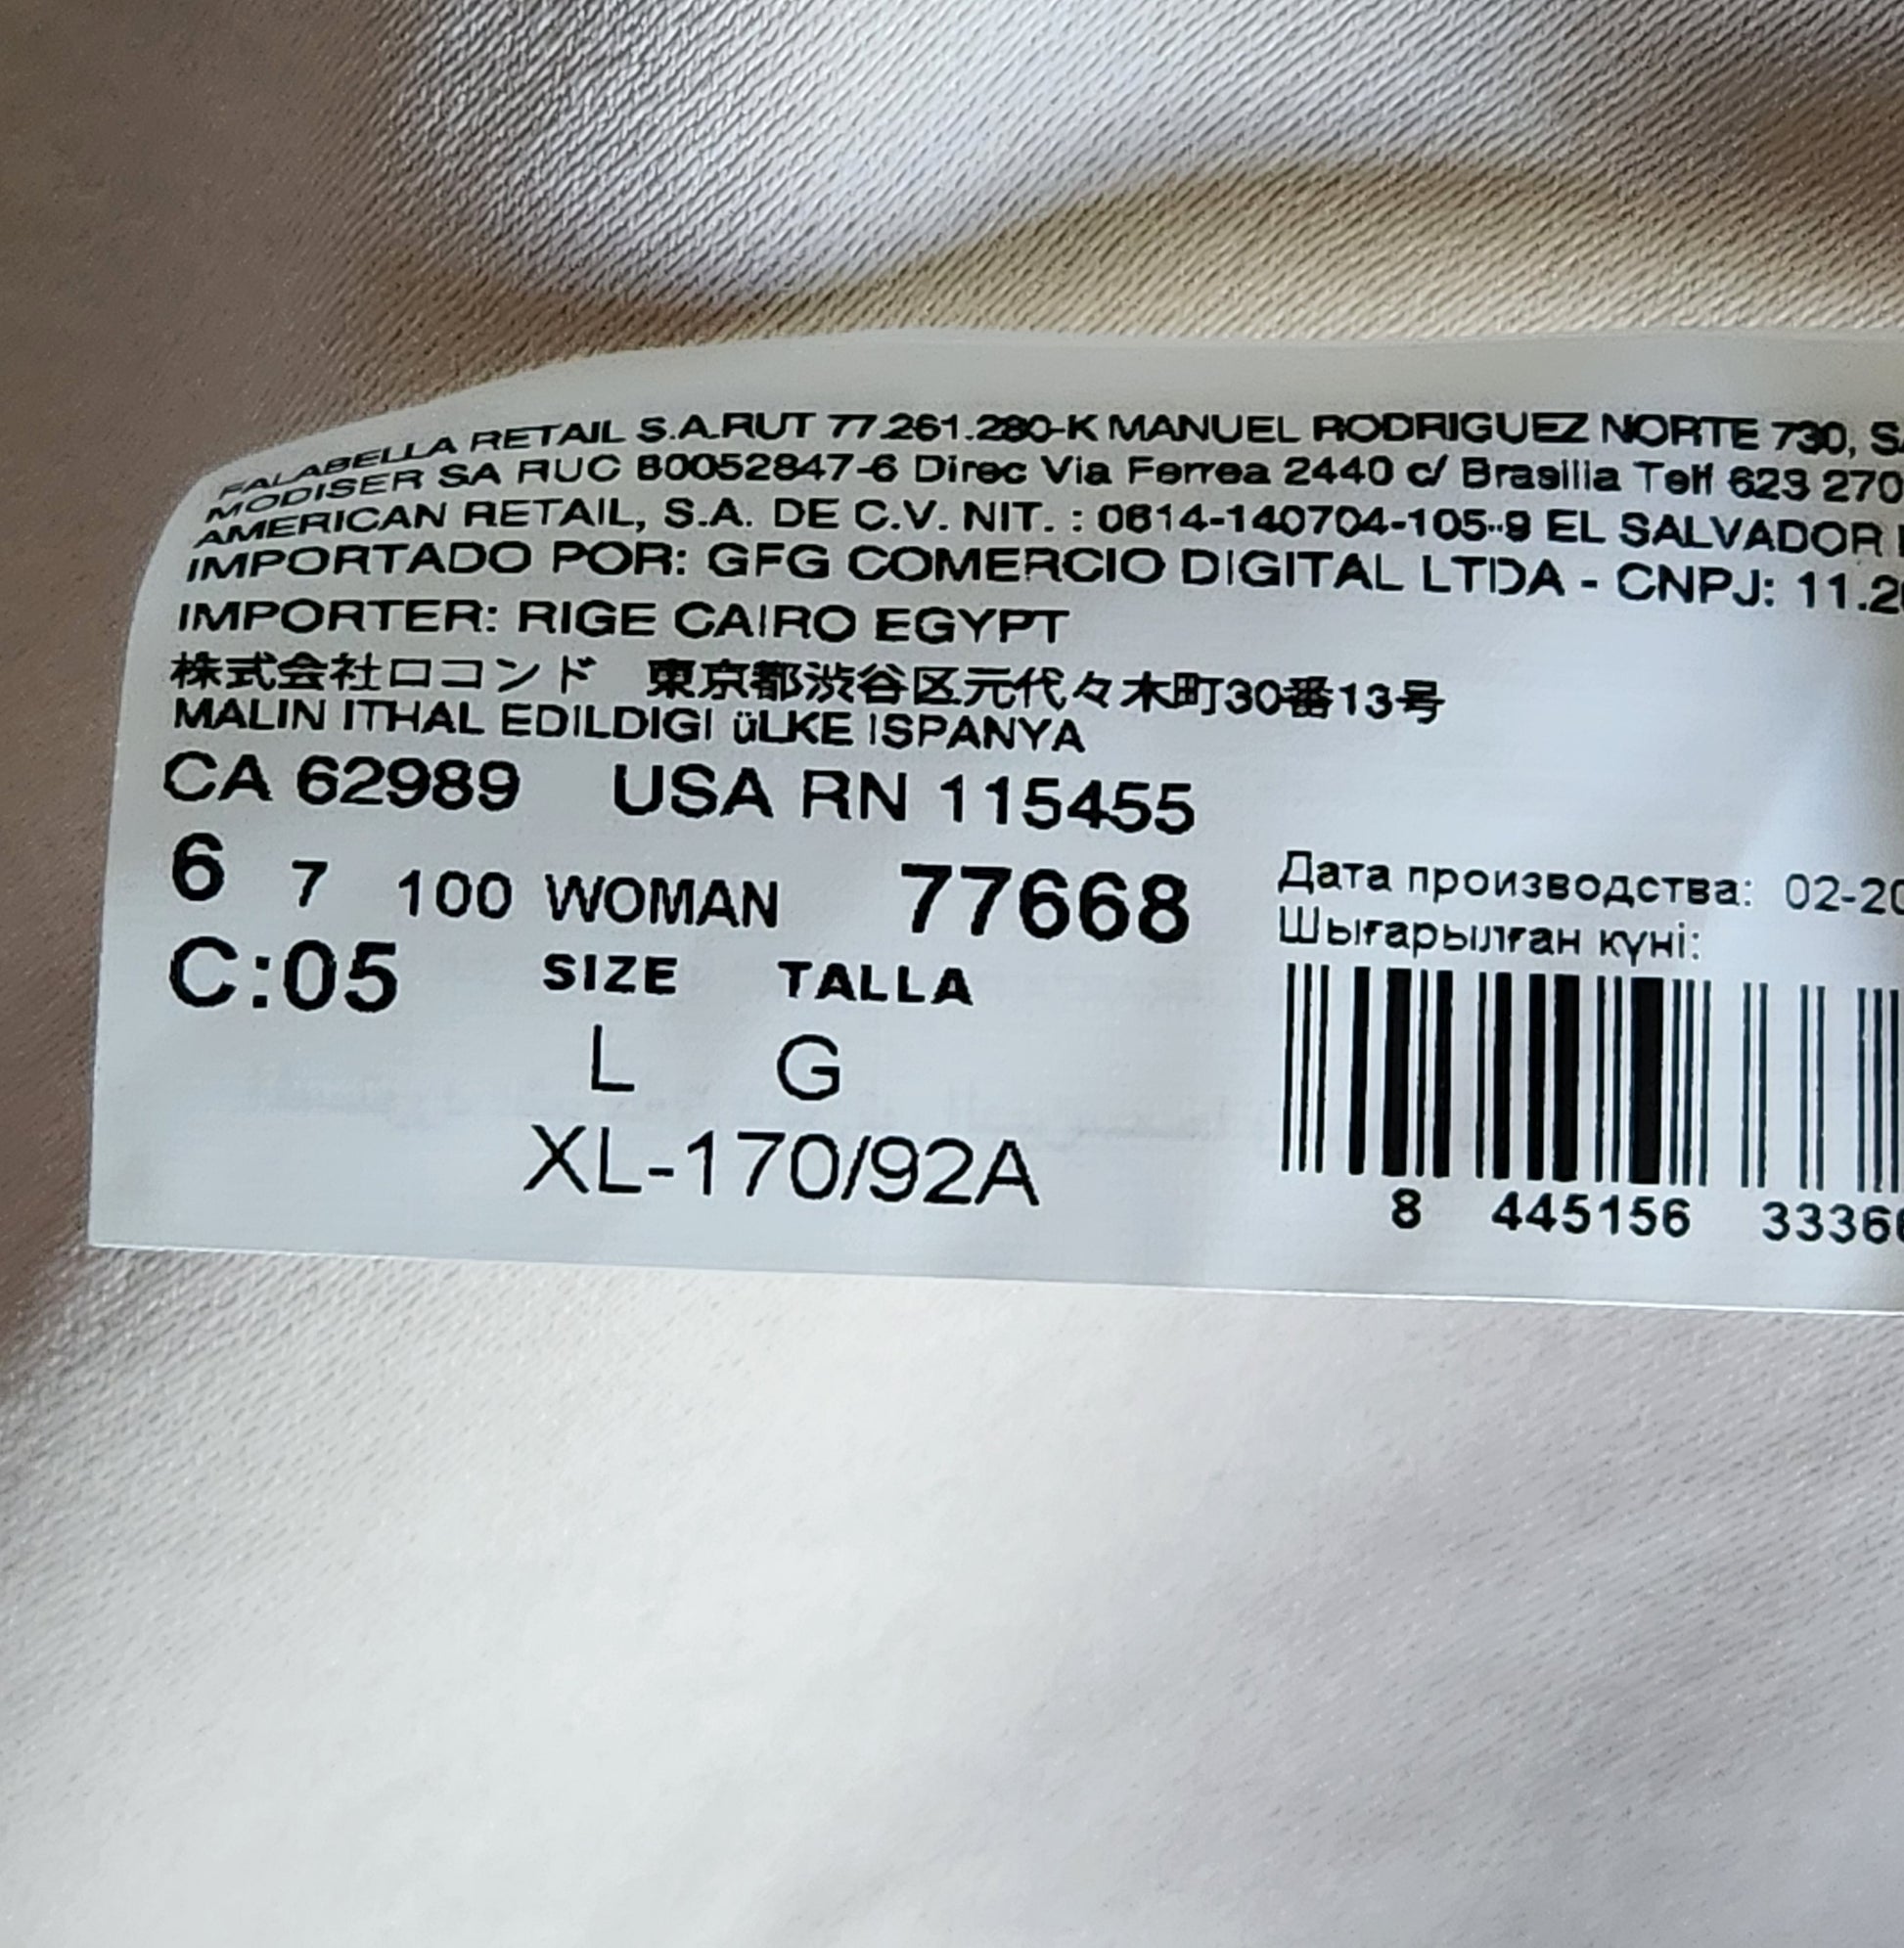 FALABELLA RETAIL S.A.RUT 77.261.280-K MANUEL RODRIGUEZ NORTE 730,
MODISER SA RUC 80052847-6 Direc Via Ferrea 2440 c/ Brasilia Telf 623 270
AMERICAN RETAIL, S.A. DE C.V. NIT. : 0614-140704-105-9 EL SALVADOR
IMPORTADO POR: GFG COMERCIO DIGITAL LTDA - CNPJ: 11.2
IMPORTER: RIGE CAIRO EGYPT
株式会社ロコンド 東京都渋谷区元代々木町30番13号
MALIN ITHAL EDILDIGI üLKE ISPANYA
CA 62989 USA RN 115455
6 7 100 WOMAN 77668
C:05 SIZE TALLA
L G
XL-170/92A
Дата производства: 02-20
Шығарылған күні:
8 445156 3336